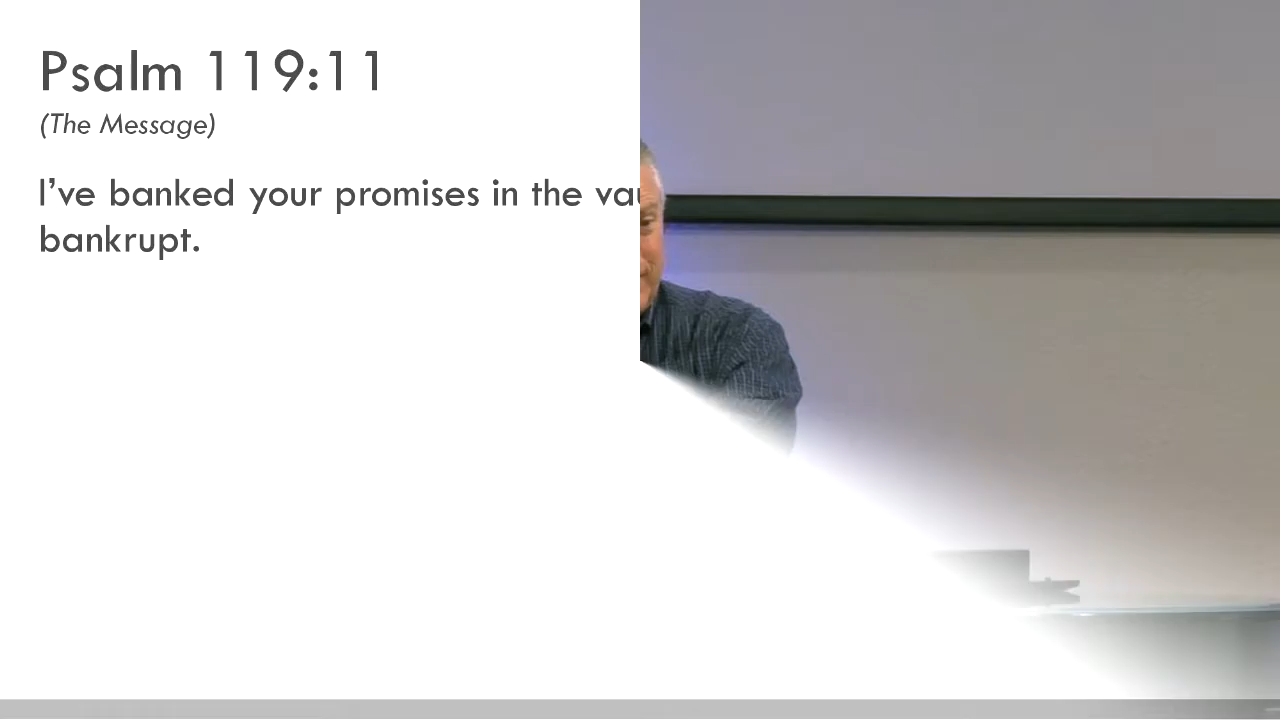 Psalm 119:11
(The Message)
I've banked your promises in the
bankrupt.